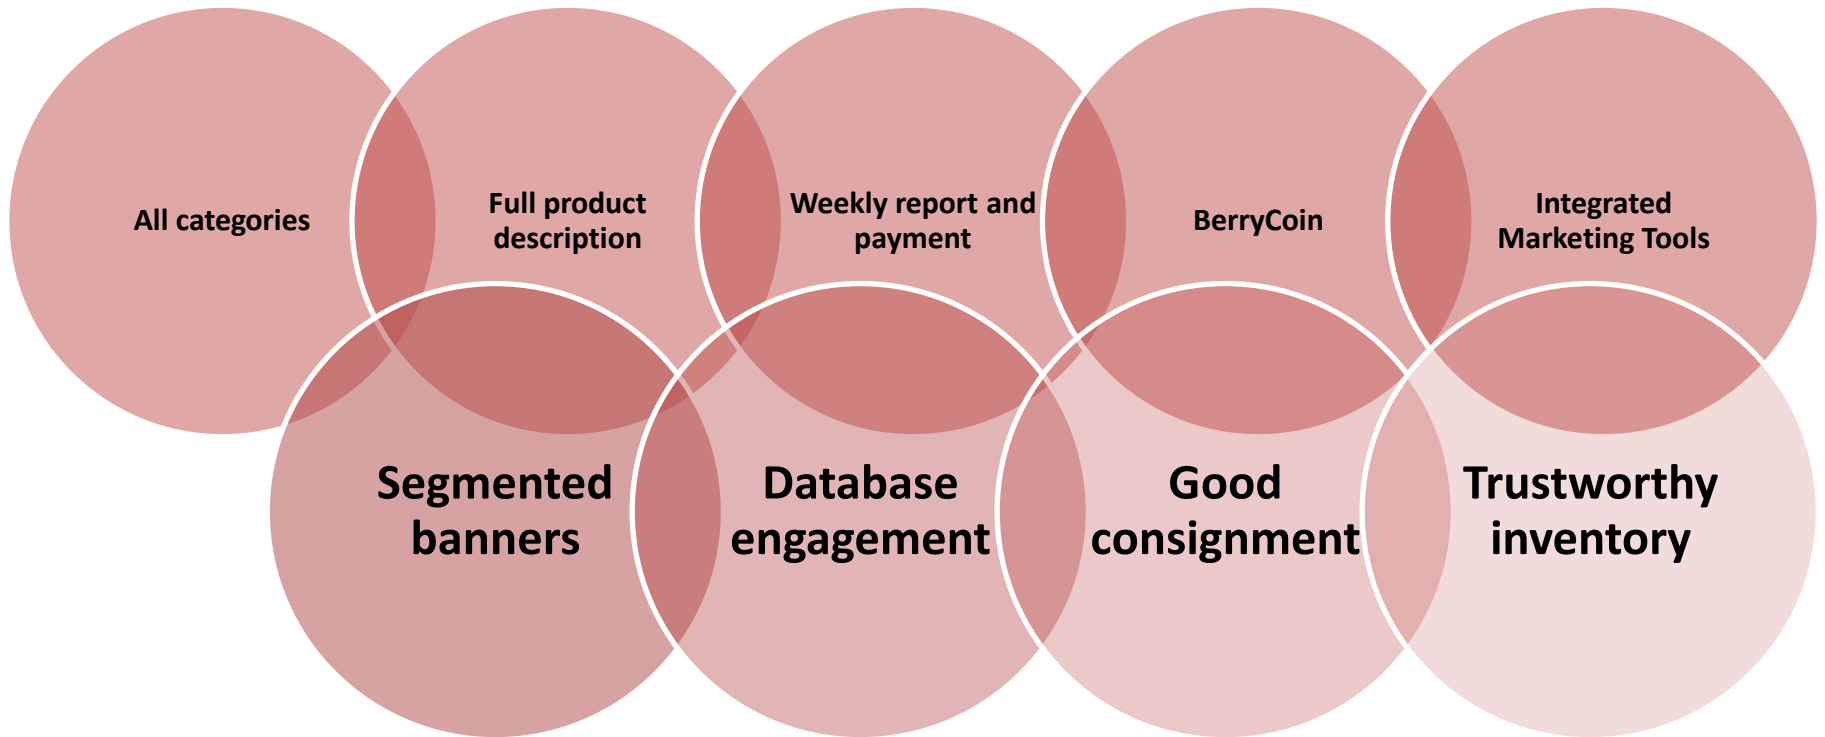 All categories
Full product
description
Weekly report and
payment
BerryCoin
Integrated
Marketing Tools
Segmented
banners
Database
engagement
Good
consignment
Trustworthy
inventory